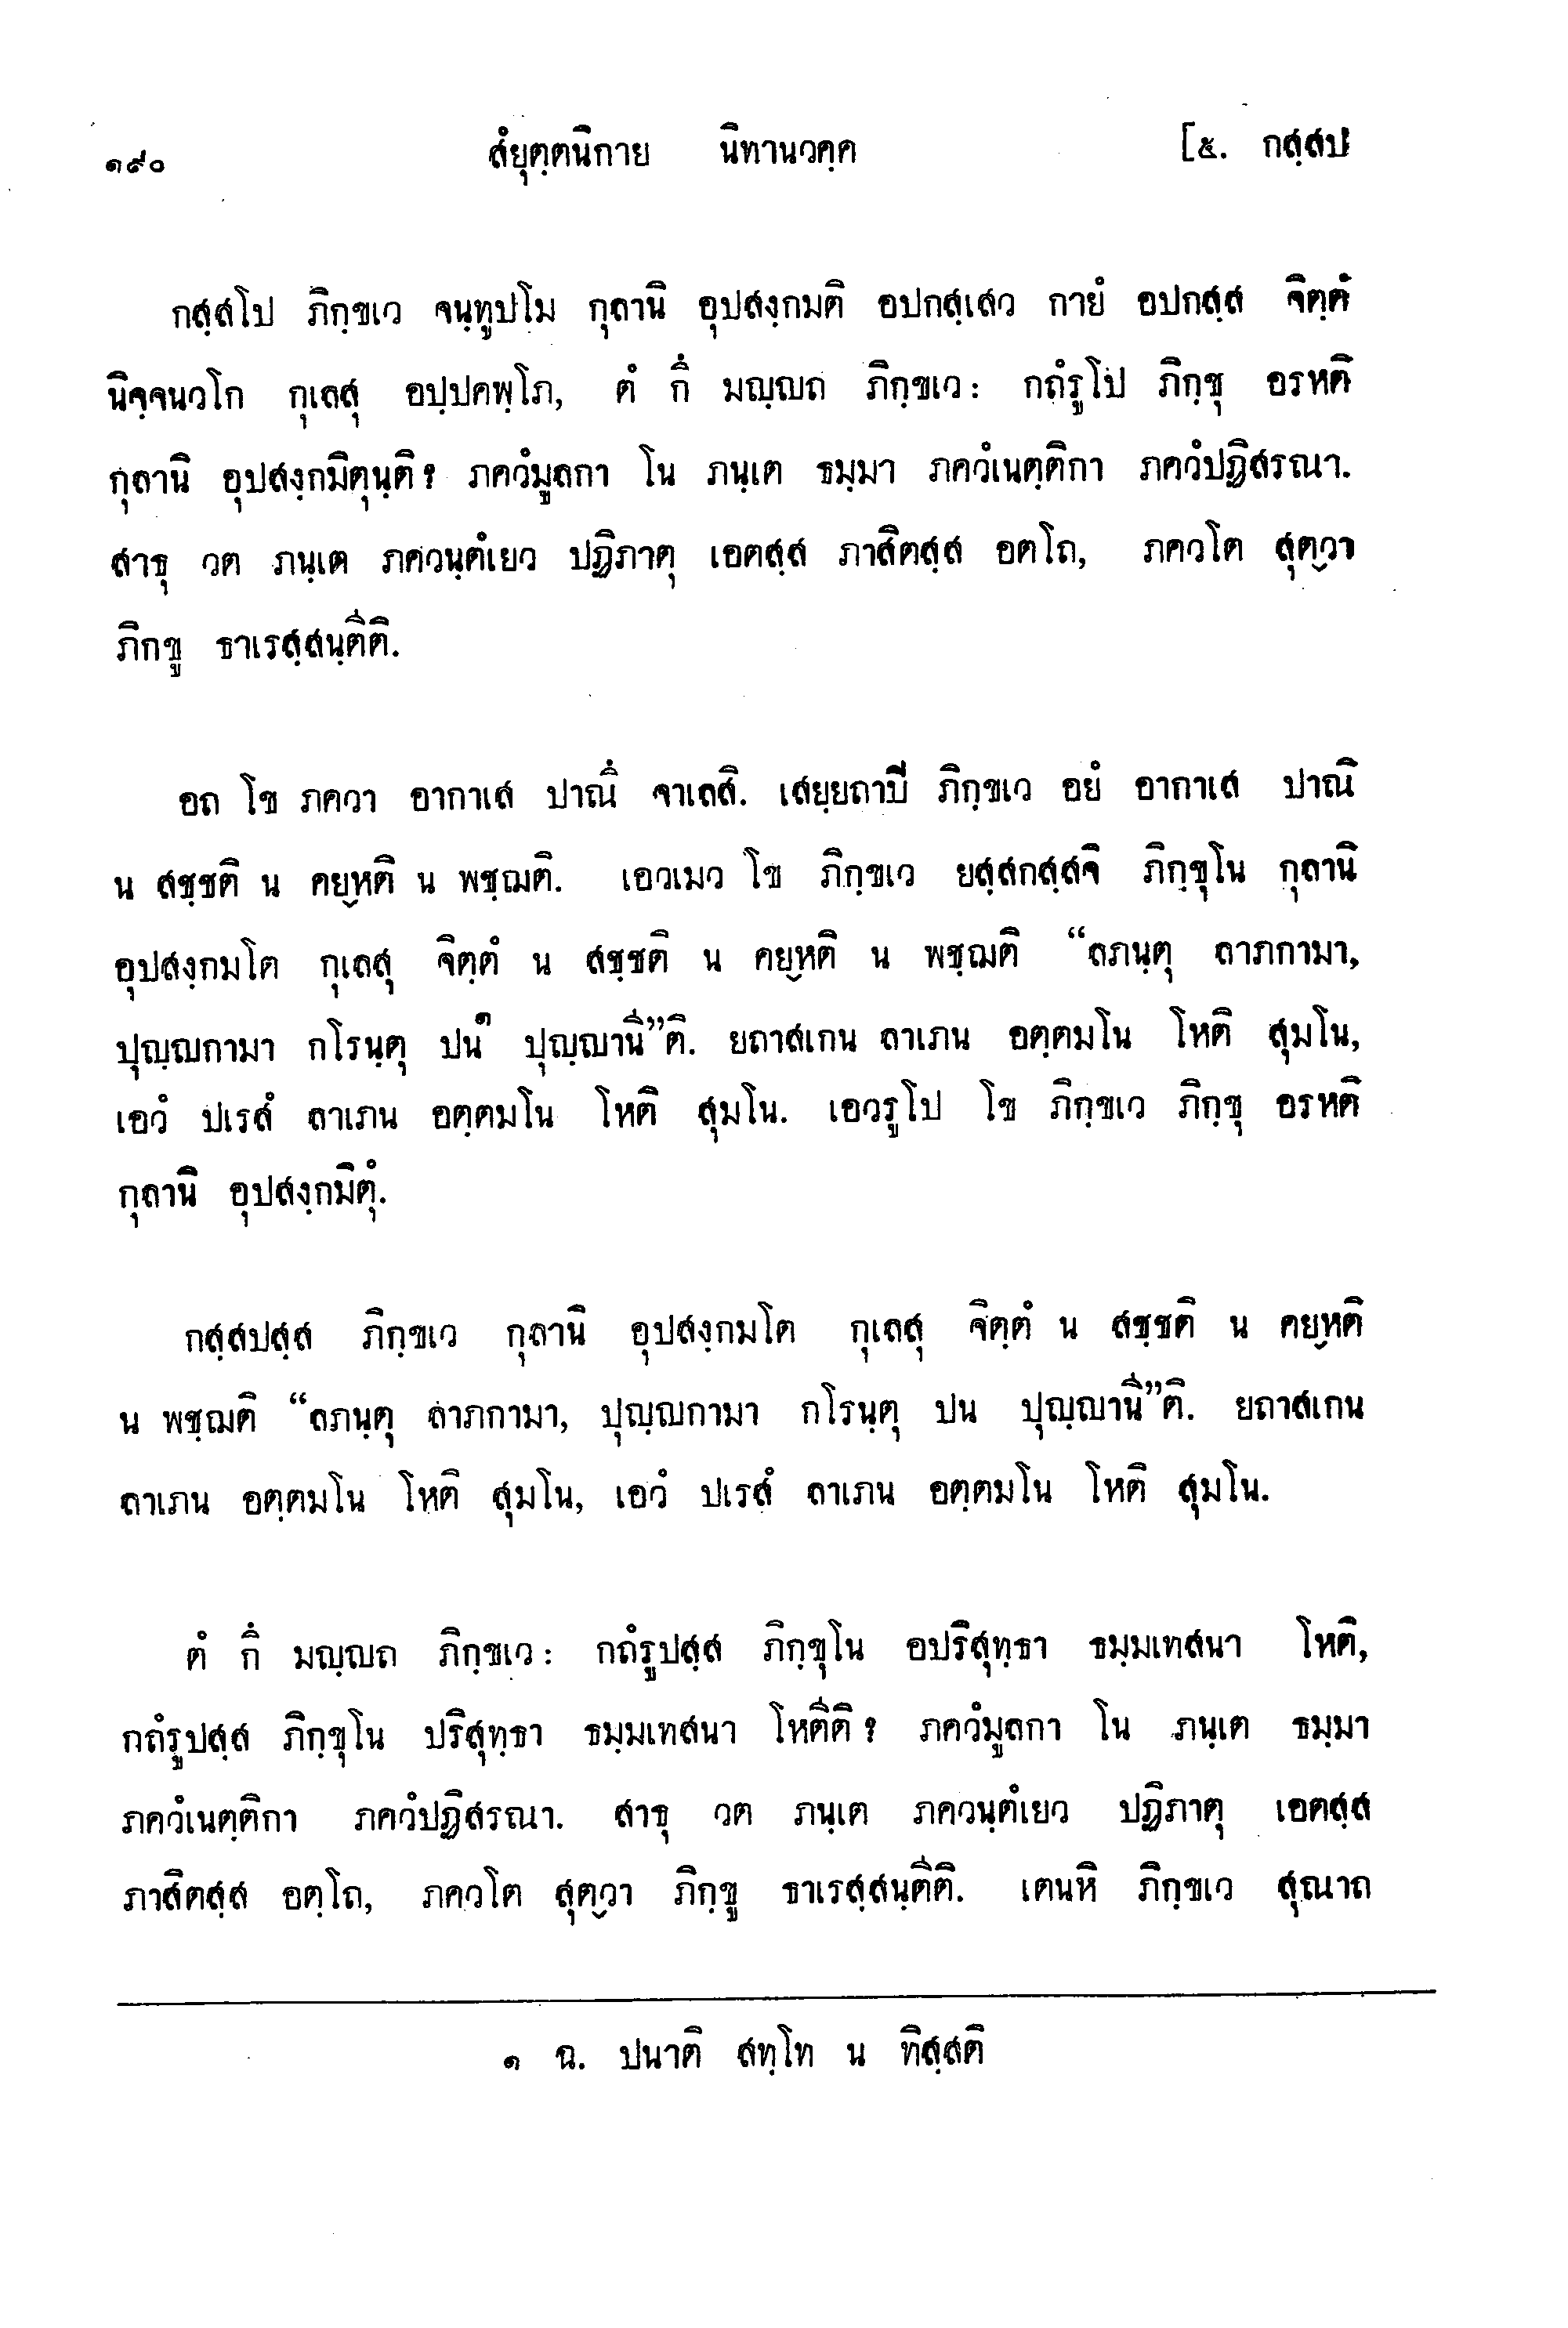 ๑๙๐ สํยุตฺตนิกาย นิทานวคฺค [๕. กสฺสป
กสฺสโป ภิกฺขเว จนฺทูปโม กุลานิ อุปสงฺกมติ อปกสฺเสว กายํ อปกสฺส จิตฺตํ
นิจฺจนวโก กุเลสุ อปฺปคพฺโภ, ตํ กึ มญฺญถ ภิกฺขเว: กถํรูโป ภิกฺขุ อรหติ
กุลานิ อุปสงฺกมิตุนฺติ? ภควํมูลกา โน ภนฺเต ธมฺมา ภควํเนตฺติกา ภควํปฏิสรณา.
สาธุ วต ภนฺเต ภควนฺตํเยว ปฏิภาตุ เอตสฺส ภาสิตสฺส อตโถ, ภควโต สุตฺวา
ภิกขู ธาเรสฺสนฺตีติ.
อถ โข ภควา อากาเส ปาณึ จาเลสิ. เสยฺยถาปี ภิกฺขเว อยํ อากาเส ปาณิ
น สชฺชติ น คยฺหติ น พชฺฌติ. เอวเมว โข ภิกฺขเว ยสฺสกสฺสจิ ภิกฺขุโน กุลานิ
อุปสงฺกมโต กุเลสุ จิตฺตํ น สชฺชติ น คยฺหติ น พชฺฌติ “ลภนฺตุ ลาภกามา,
ปุญฺญกามา กโรนฺตุ ปน๑ ปุญฺญานี”ติ. ยถาสเกน ลาเภน อตฺตมโน โหติ สุมโน,
เอวํ ปเรสํ ลาเภน อตฺตมโน โหติ สุมโน. เอวรูโป โข ภิกฺขเว ภิกฺขุ อรหติ
กุลานิ อุปสงฺกมิตุํ.
กสฺสปสฺส ภิกฺขเว กุลานิ อุปสงฺกมโต กุเลสุ จิตฺตํ น สชฺชติ น คยฺหติ
น พชฺฌติ “ลภนฺตุ ลาภกามา, ปุญฺญกามา กโรนฺตุ ปน ปุญฺญานี”ติ. ยถาสเกน
ลาเภน อตฺตมโน โหติ สุมโน, เอวํ ปเรสํ ลาเภน อตฺตมโน โหติ สุมโน.
ตํ กึ มญฺญถ ภิกฺขเว: กถํรูปสฺส ภิกฺขุโน อปริสุทฺธา ธมฺมเทสนา โหติ,
กถํรูปสฺส ภิกฺขุโน ปริสุทฺธา ธมฺมเทสนา โหตีติ? ภควํมูลกา โน ภนฺเต ธมฺมา
ภควํเนตฺติกา ภควํปฏิสรณา. สาธุ วต ภนฺเต ภควนฺตํเยว ปฏิภาตุ เอตสฺส
ภาสิตสฺส อตฺโถ, ภควโต สุตฺวา ภิกฺขู ธาเรสฺสนฺตีติ. เตนหิ ภิกฺขเว สุณาถ
๑ ฉ. ปนาติ สทฺโท น ทิสฺสติ